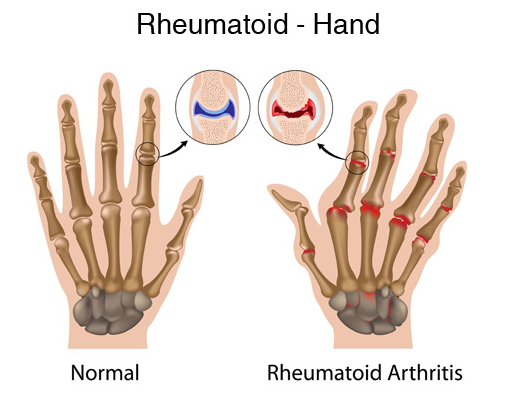 Rheumatoid - Hand
Normal
Rheumatoid Arthritis